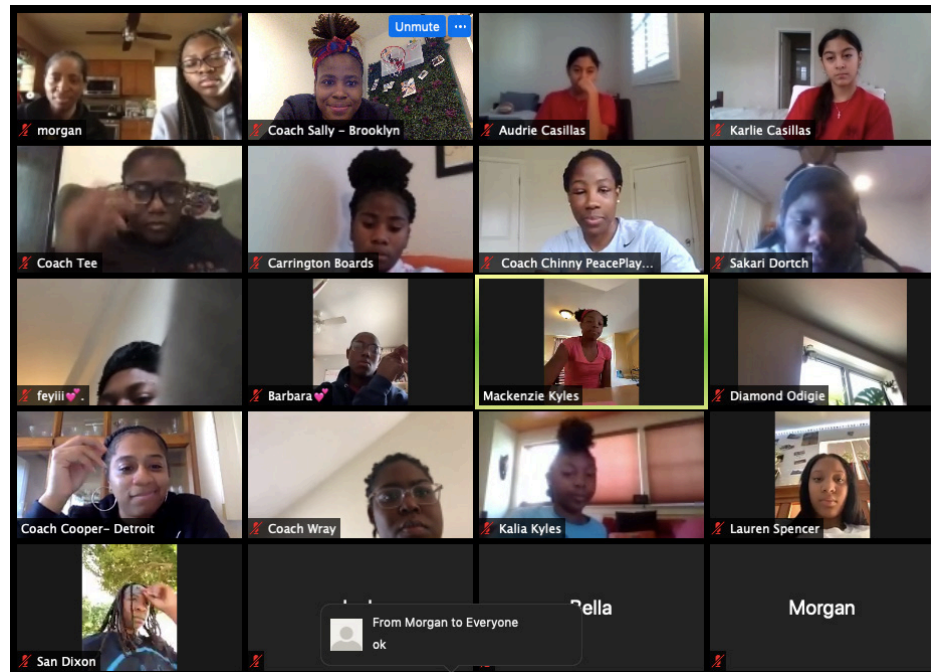 Unmute ...
morgan
Coach Sally – Brooklyn
Audrie Casillas
Karlie Casillas
Coach Tee
Carrington Boards
Coach Chinny PeacePlay...
Sakari Dortch
feyiii💕.
Barbara💕
Mackenzie Kyles
Diamond Odigie
Coach Cooper– Detroit
Coach Wray
Kalia Kyles
Lauren Spencer
San Dixon
Bella
Morgan
From Morgan to Everyone
ok